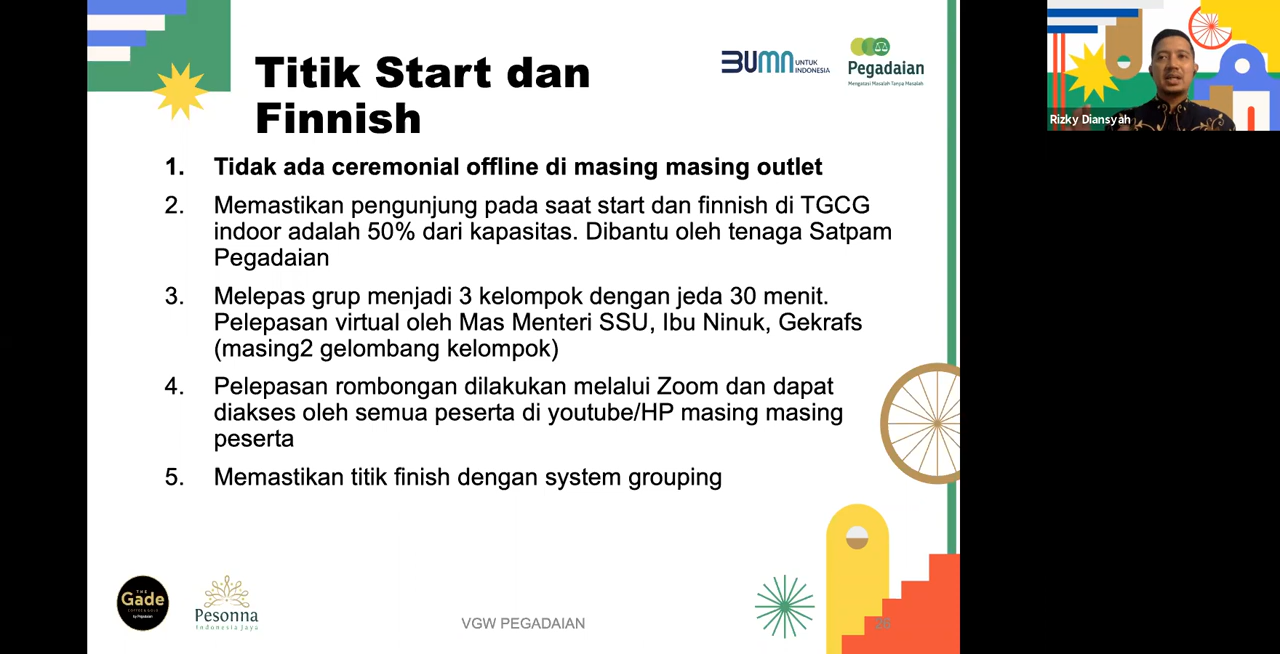 Titik Start dan
Finnish
BUMN UNTUK
INDONESIA
Pegadaian
Mengatasi Masalah Tanpa Masalah
Rizky Diansyah
1. Tidak ada ceremonial offline di masing masing outlet
2. Memastikan pengunjung pada saat start dan finnish di TGCG
indoor adalah 50% dari kapasitas. Dibantu oleh tenaga Satpam
Pegadaian
3. Melepas grup menjadi 3 kelompok dengan jeda 30 menit.
Pelepasan virtual oleh Mas Menteri SSU, Ibu Ninuk, Gekrafs
(masing2 gelombang kelompok)
4. Pelepasan rombongan dilakukan melalui Zoom dan dapat
diakses oleh semua peserta di youtube/HP masing masing
peserta
5. Memastikan titik finish dengan system grouping
THE
Gade
COFFEE & GOLD
by Pegadaian
Pesonna
Indonesia Jaya
VGW PEGADAIAN